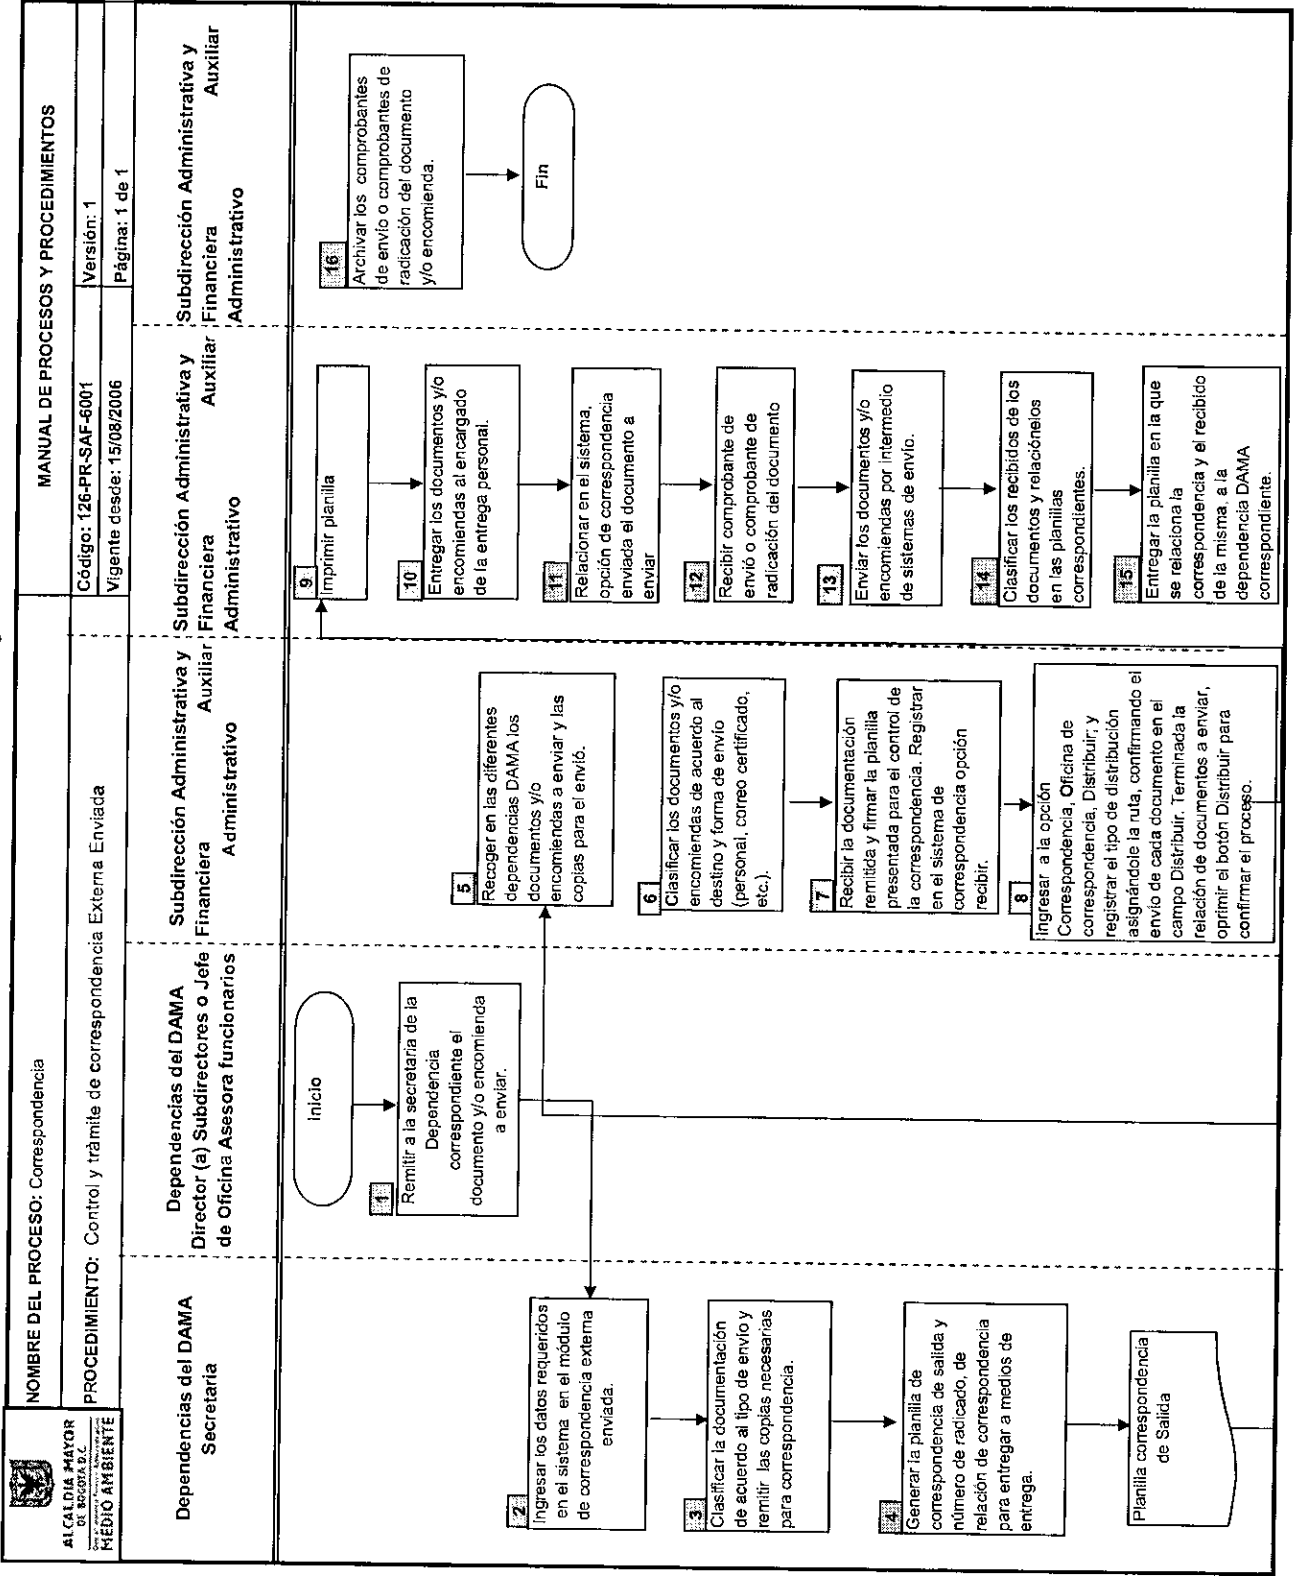 ALCALDIA MAYOR
DE BOGOTA D.C.
MEDIO AMBIENTE
NOMBRE DEL PROCESO: Correspondencia
MANUAL DE PROCESOS Y PROCEDIMIENTOS
PROCEDIMIENTO: Control y tràmite de correspondencia Externa Enviada
Código: 126-PR-SAF-6001
Versión: 1
Vigente desde: 15/08/2006
Página: 1 de 1
Dependencias del DAMA
Secretaria
Dependencias del DAMA
Director (a) Subdirectores o Jefe
de Oficina Asesora funcionarios
Subdirección Administrativa y
Financiera Auxiliar
Administrativo
Subdirección Administrativa y
Financiera Auxiliar
Administrativo
Subdirección Administrativa y
Financiera Auxiliar
Administrativo
Inicio
1
Remitir a la secretaria de la
Dependencia
correspondiente el
documento y/o encomienda
a enviar.
2
Ingresar los datos requeridos
en el sistema en el módulo
de correspondencia externa
enviada.
3
Clasificar la documentación
de acuerdo al tipo de envío y
remitir las copias necesarias
para correspondencia.
4
Generar la planilla de
correspondencia de salida y
número de radicado, de
relación de correspondencia
para entregar a medios de
entrega.
Planilla correspondencia
de Salida
5
Recoger en las diferentes
dependencias DAMA los
documentos y/o
encomiendas a enviar y las
copias para el envió.
6
Clasificar los documentos y/o
encomiendas de acuerdo al
destino y forma de envío
(personal, correo certificado,
etc.).
7
Recibir la documentación
remitida y firmar la planilla
presentada para el control de
la correspondencia. Registrar
en el sistema de
correspondencia opción
recibir.
8
Ingresar a la opción
Correspondencia, Oficina de
correspondencia, Distribuir; y
registrar el tipo de distribución
asignándole la ruta, confirmando el
envío de cada documento en el
campo Distribuir. Terminada la
relación de documentos a enviar,
oprimir el botón Distribuir para
confirmar el proceso.
9
Imprimir planilla
10
Entregar los documentos y/o
encomiendas al encargado
de la entrega personal.
11
Relacionar en el sistema,
opción de correspondencia
enviada el documento a
enviar
12
Recibir comprobante de
envió o comprobante de
radicación del documento
13
Enviar los documentos y/o
encomiendas por intermedio
de sistemas de envío.
14
Clasificar los recibidos de los
documentos y relaciónelos
en las planillas
correspondientes.
15
Entregar la planilla en la que
se relaciona la
correspondencia y el recibido
de la misma, a la
dependencia DAMA
correspondiente.
16
Archivar los comprobantes
de envío o comprobantes de
radicación del documento
y/o encomienda.
Fin